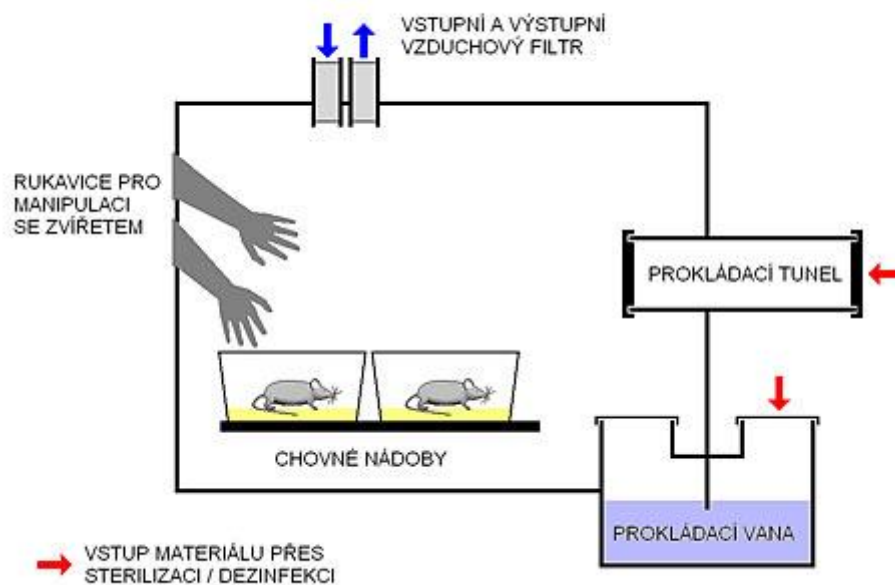 VSTUPNÍ A VÝSTUPNÍ
VZDUCHOVÝ FILTR
RUKAVICE PRO
MANIPULACI
SE ZVÍŘETEM
PROKLÁDACÍ TUNEL
CHOVNÉ NÁDOBY
PROKLÁDACÍ VANA
VSTUP MATERIÁLU PŘES
STERILIZACI / DEZINFEKCI